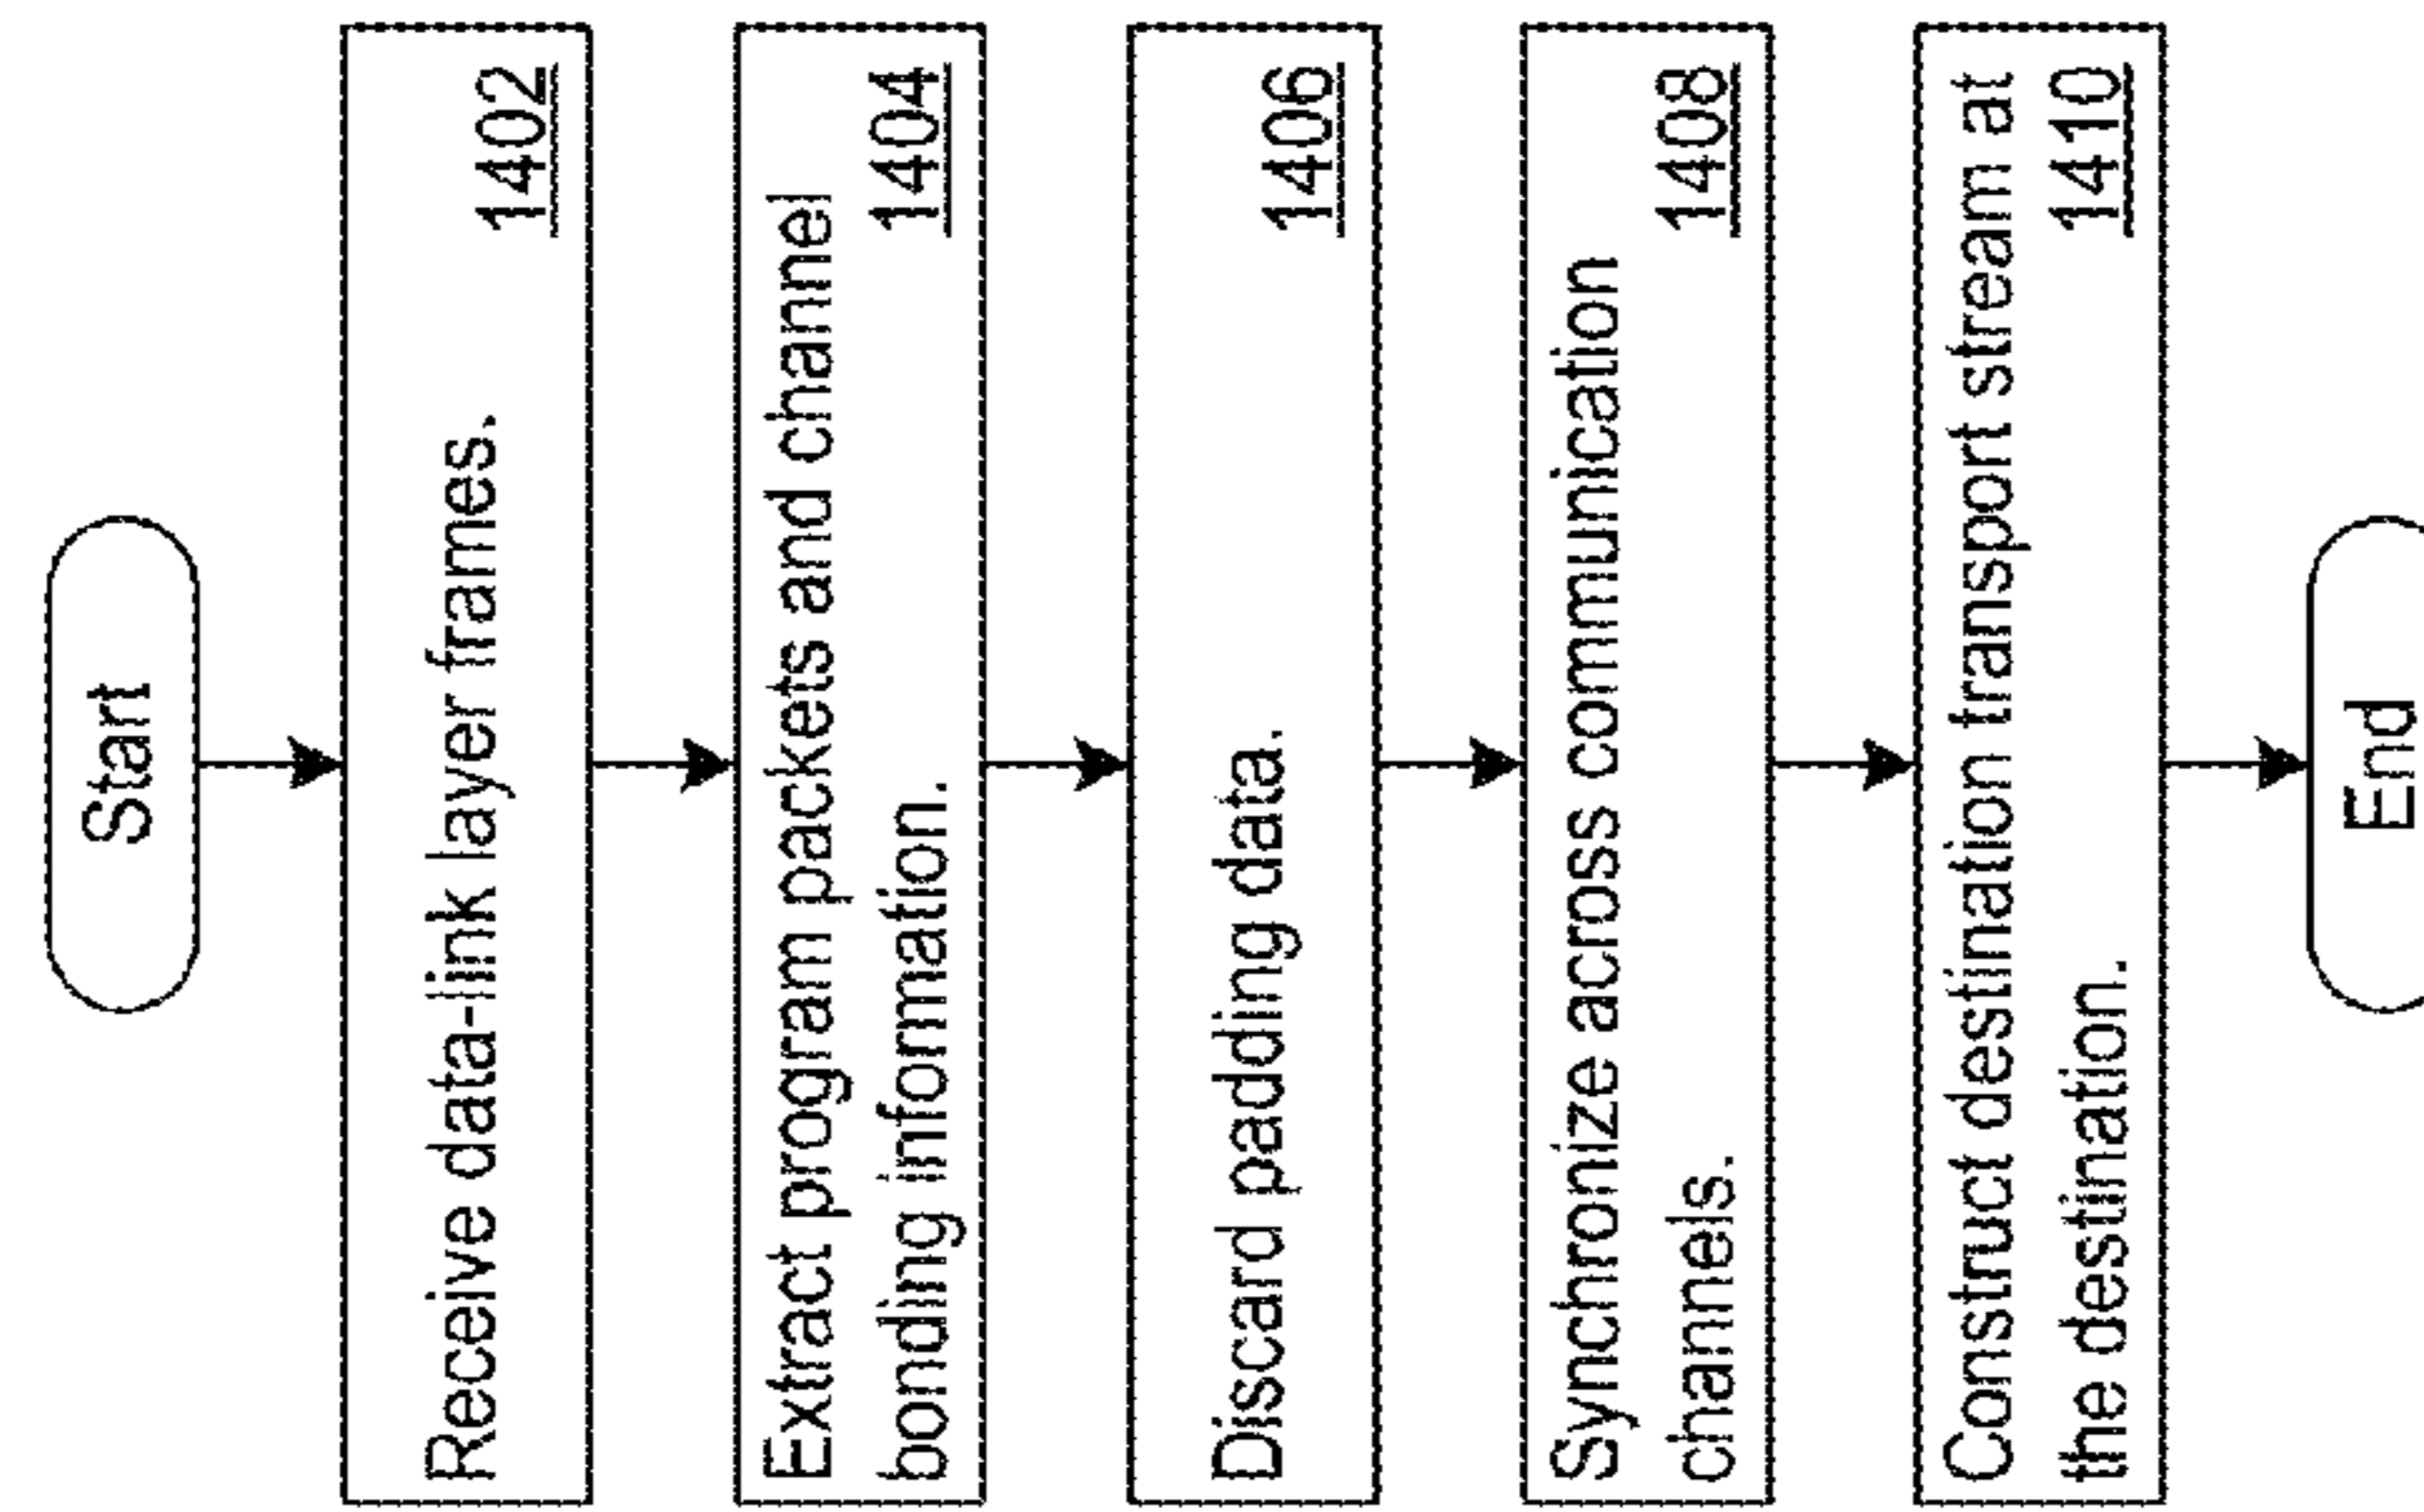 Start
Receive data-link layer frames.
1402
Extract program packets and channel
bonding information.
1404
Discard padding data.
1406
Synchronize across communication
channels.
1408
Construct destination transport stream at
the destination.
1410
End